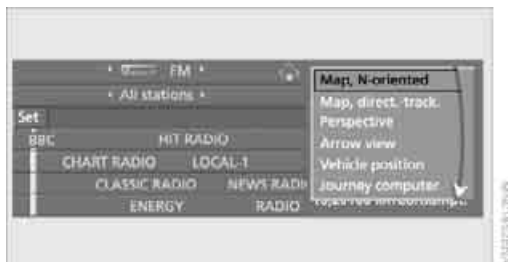 FM
All stations
Set
BBC HIT RADIO
CHART RADIO LOCAL-1
CLASSIC RADIO NEWS RADI
ENERGY RADIO
Map, N-oriented
Map, direct. track.
Perspective
Arrow view
Vehicle position
Journey computer